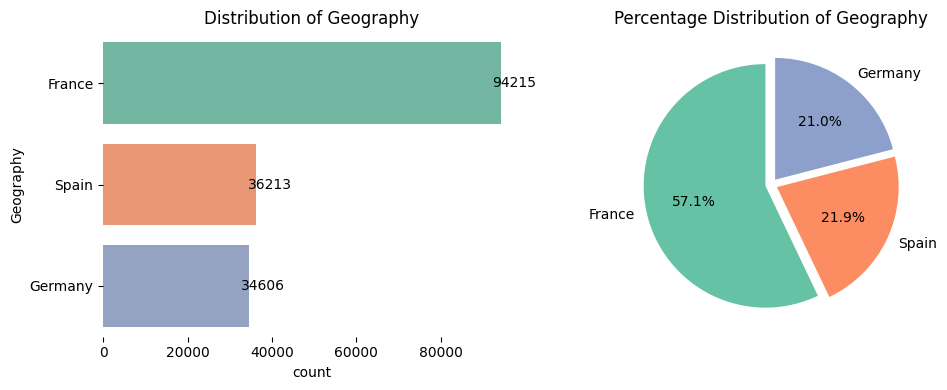 Distribution of Geography
Geography
France
94215
Spain
36213
Germany
34606
0 20000 40000 60000 80000
count
Percentage Distribution of Geography
Germany
21.0%
France
57.1%
21.9%
Spain